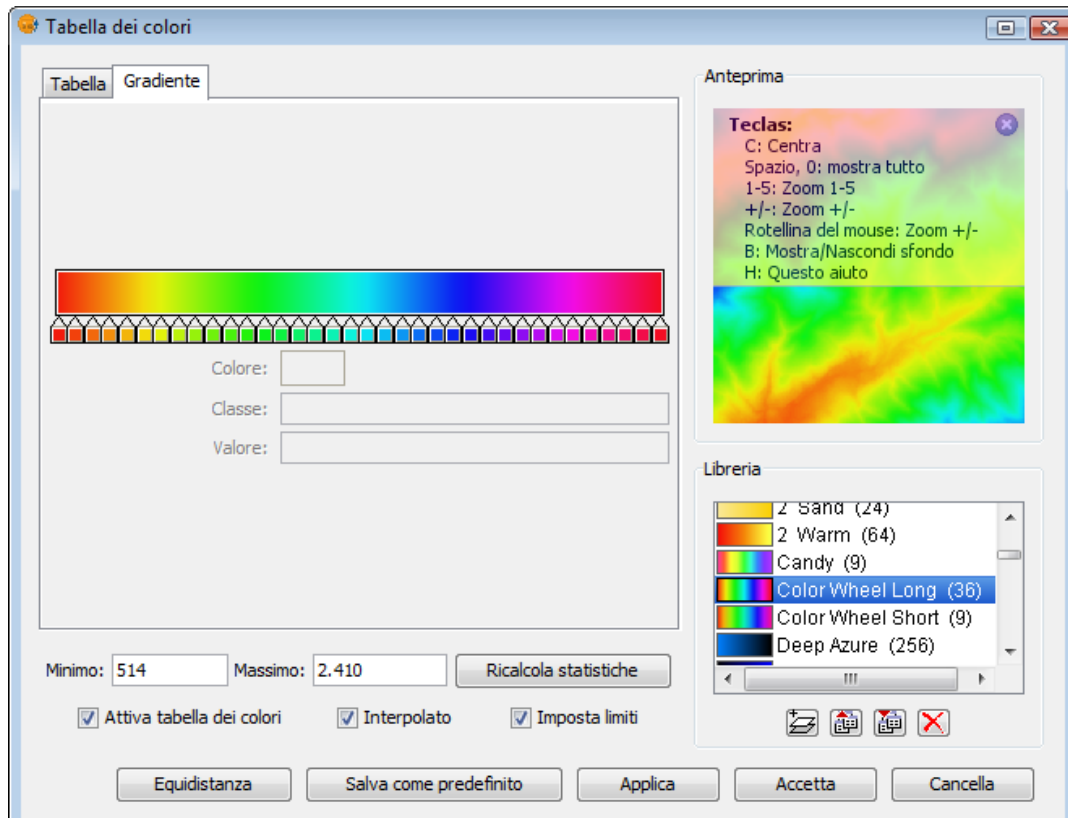 Tabella dei colori
Tabella Gradiente
Colore:
Classe:
Valore:
Minimo: 514 Massimo: 2.410 Ricalcola statistiche
Attiva tabella dei colori Interpolato Imposta limiti
Anteprima
Teclas:
C: Centra
Spazio, 0: mostra tutto
1-5: Zoom 1-5
+/-: Zoom +/-
Rotellina del mouse: Zoom +/-
B: Mostra/Nascondi sfondo
H: Questo aiuto
Libreria
2 Sand (24)
2 Warm (64)
Candy (9)
Color Wheel Long (36)
Color Wheel Short (9)
Deep Azure (256)
Equidistanza Salva come predefinito Applica Accetta Cancella